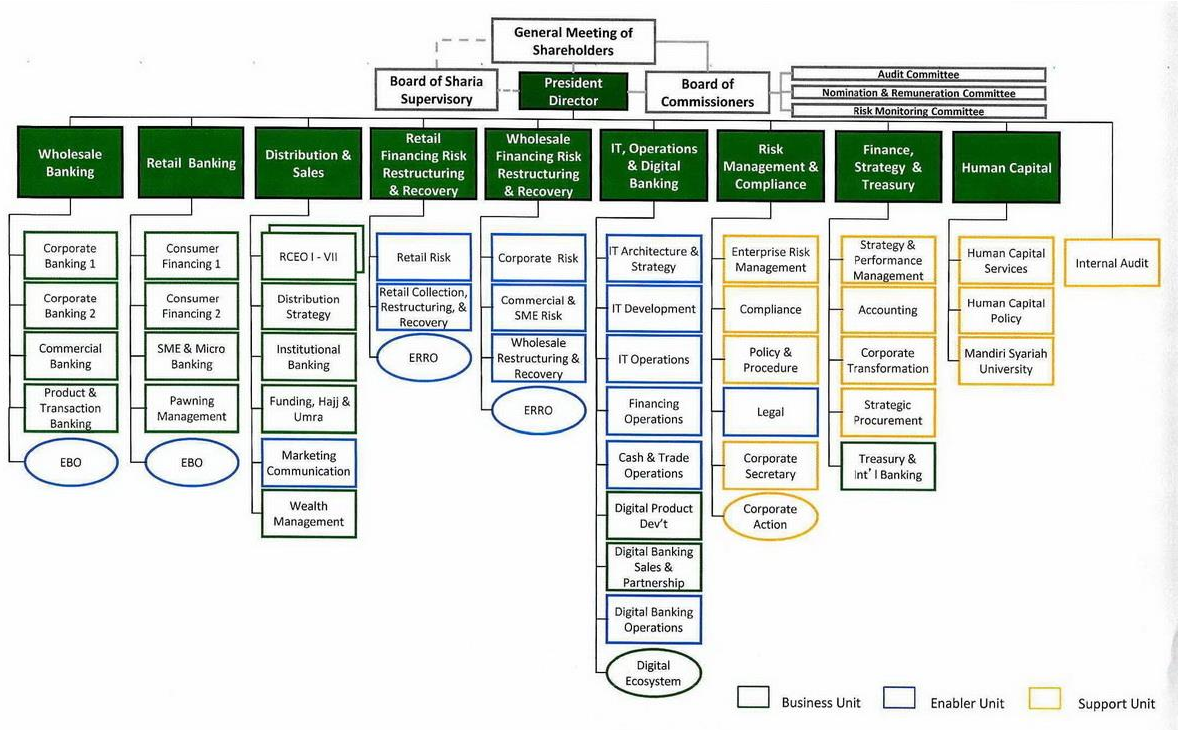 General Meeting of
Shareholders
Board of Sharia
Supervisory
President
Director
Board of
Commissioners
Audit Committee
Nomination & Remuneration Committee
Risk Monitoring Committee
Wholesale
Banking
Retail Banking
Distribution &
Sales
Retail
Financing Risk
Restructuring
& Recovery
Wholesale
Financing Risk
Restructuring
& Recovery
IT, Operations
& Digital
Banking
Risk
Management &
Compliance
Finance,
Strategy &
Treasury
Human Capital
Corporate
Banking 1
Corporate
Banking 2
Commercial
Banking
Product &
Transaction
Banking
EBO
Consumer
Financing 1
Consumer
Financing 2
SME & Micro
Banking
Pawning
Management
EBO
RCEO I - VII
Distribution
Strategy
Institutional
Banking
Funding, Hajj &
Umra
Marketing
Communication
Wealth
Management
Retail Risk
Retail Collection,
Restructuring, &
Recovery
ERRO
Corporate Risk
Commercial &
SME Risk
Wholesale
Restructuring &
Recovery
ERRO
IT Architecture &
Strategy
IT Development
IT Operations
Financing
Operations
Cash & Trade
Operations
Digital Product
Dev't
Digital Banking
Sales &
Partnership
Digital Banking
Operations
Digital
Ecosystem
Enterprise Risk
Management
Compliance
Policy &
Procedure
Legal
Corporate
Secretary
Corporate
Action
Strategy &
Performance
Management
Accounting
Corporate
Transformation
Strategic
Procurement
Treasury &
Int' l Banking
Human Capital
Services
Human Capital
Policy
Mandiri Syariah
University
Internal Audit
Business Unit
Enabler Unit
Support Unit